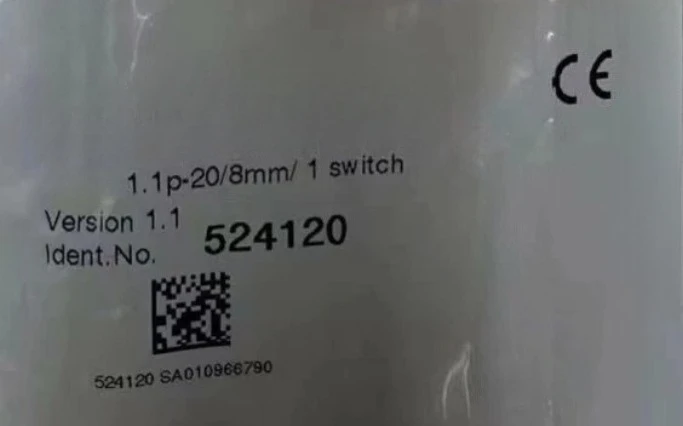 CE
1.1p-20/8mm/ 1 switch
Version 1.1
Ident.No. 524120
524120 SA010966790